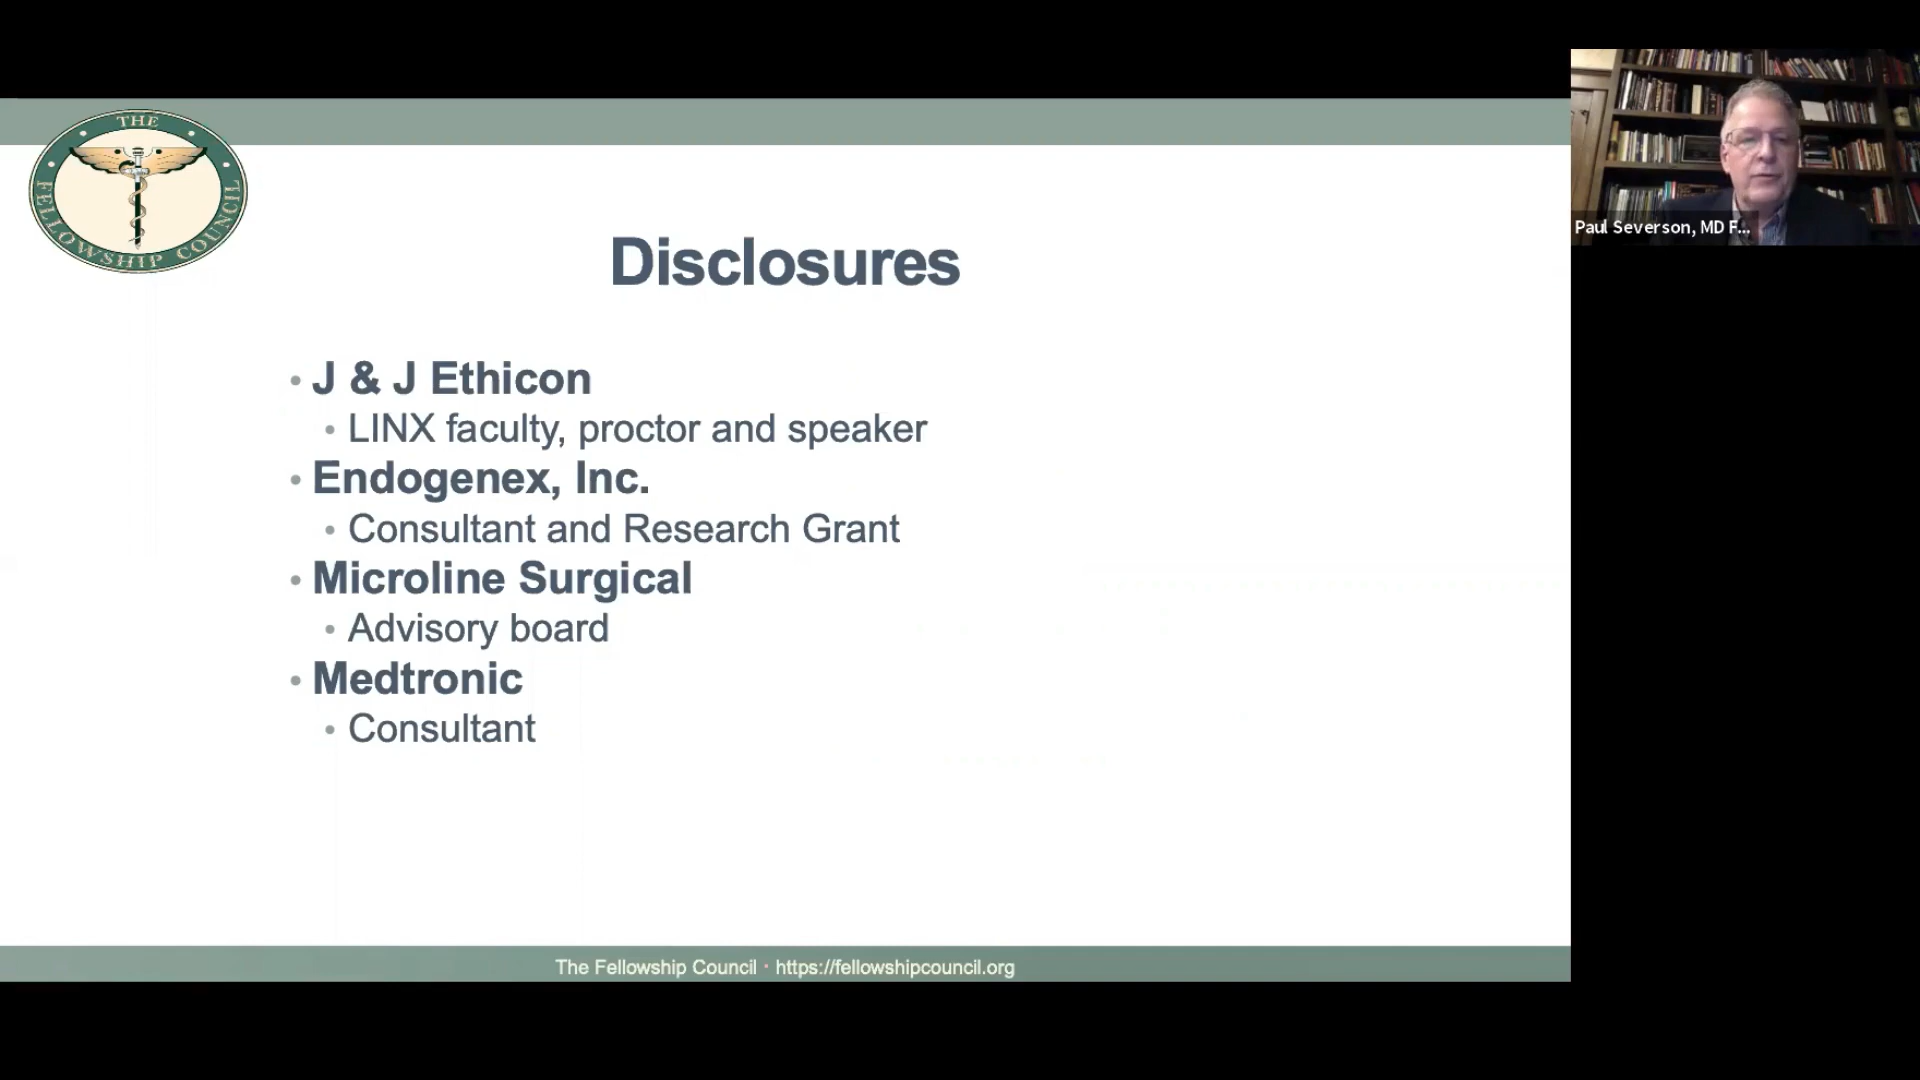 THE
FELLOWSHIP COUNCIL
Paul Severson, MD F...
Disclosures
• J & J Ethicon
• LINX faculty, proctor and speaker
• Endogenex, Inc.
• Consultant and Research Grant
• Microline Surgical
• Advisory board
• Medtronic
• Consultant
The Fellowship Council · https://fellowshipcouncil.org